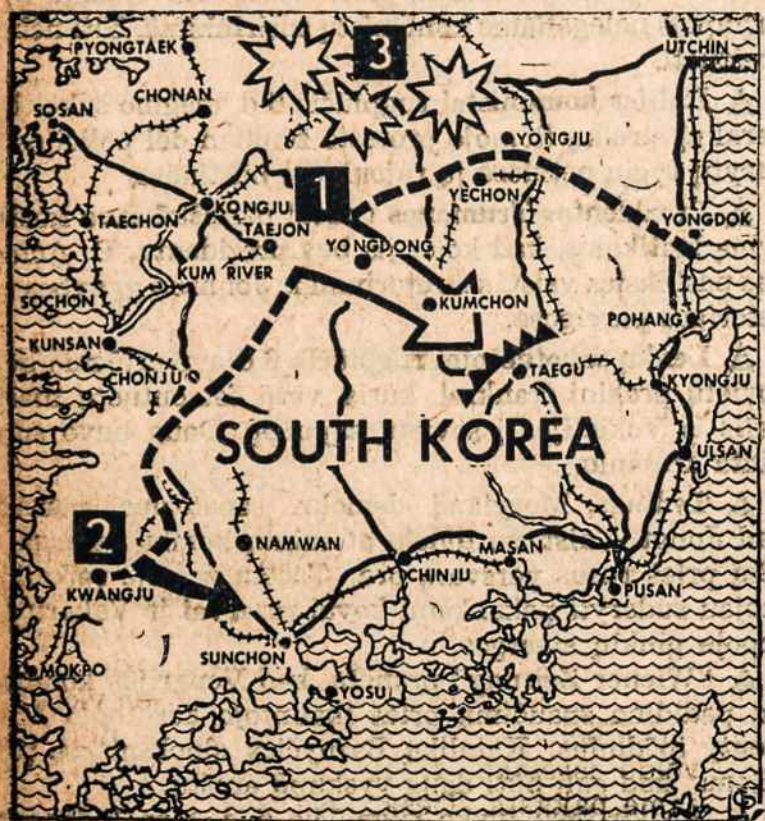 PYONGTAEK
3
UTCHIN
CHONAN
SOSAN
YONGJU
1
YECHON
KONGJU
TAECHON
TAEJON
YONGDOK
YONGDONG
KUM RIVER
SOCHON
KUMCHON
POHANG
KUNSAN
CHONJU
TAEGU
KYONGJU
SOUTH KOREA
ULSAN
2
NAMWAN
MASAN
CHINJU
KWANGJU
PUSAN
SUNCHON
MOKPO
YOSU